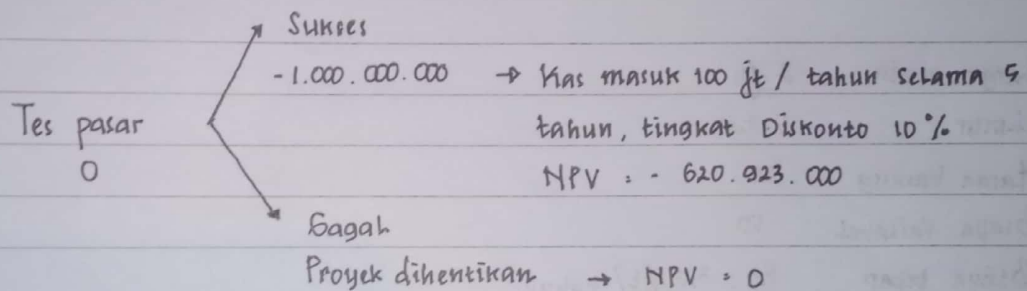 Sukses
- 1.000.000.000 → Kas masuk 100 jt / tahun selama 5
Tes pasar
tahun, tingkat Diskonto 10%
0
NPV : - 620.923.000
Gagal
Proyek dihentikan → NPV = 0